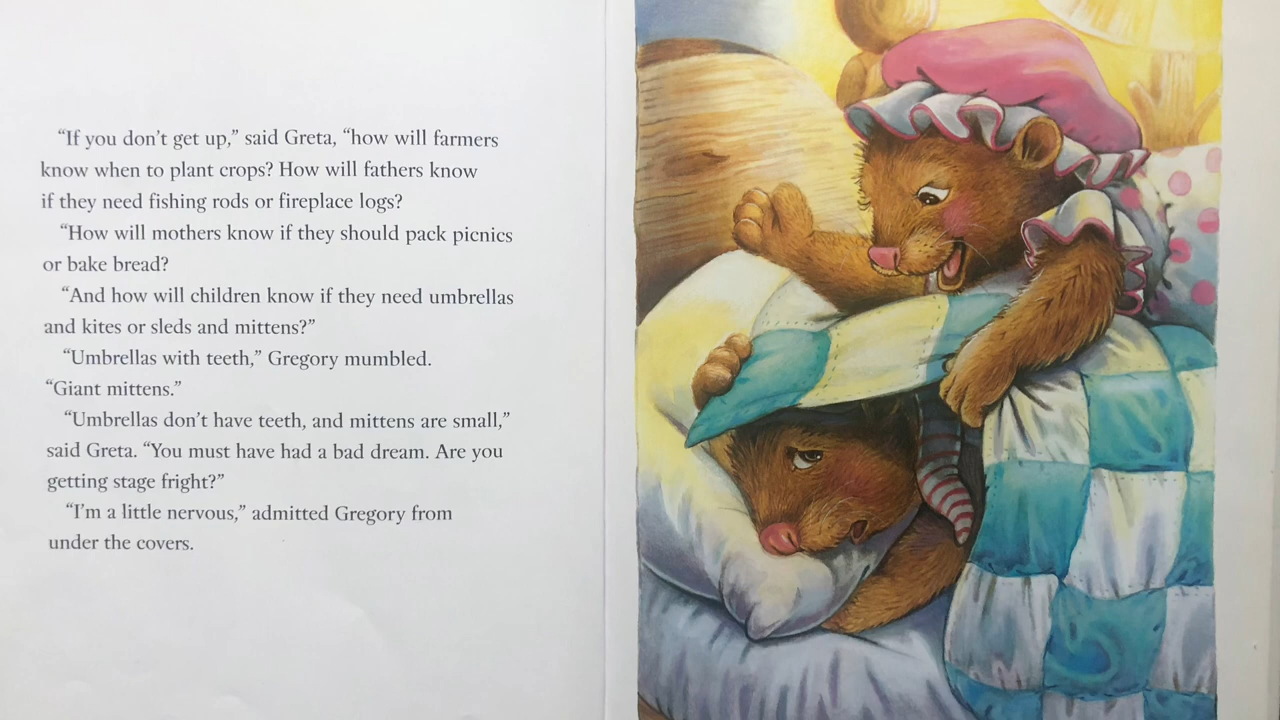 “If you don’t get up,” said Greta, “how will farmers
know when to plant crops? How will fathers know
if they need fishing rods or fireplace logs?
“How will mothers know if they should pack picnics
or bake bread?
“And how will children know if they need umbrellas
and kites or sleds and mittens?”
“Umbrellas with teeth,” Gregory mumbled.
“Giant mittens.”
“Umbrellas don’t have teeth, and mittens are small,”
said Greta. “You must have had a bad dream. Are you
getting stage fright?”
“I’m a little nervous,” admitted Gregory from
under the covers.